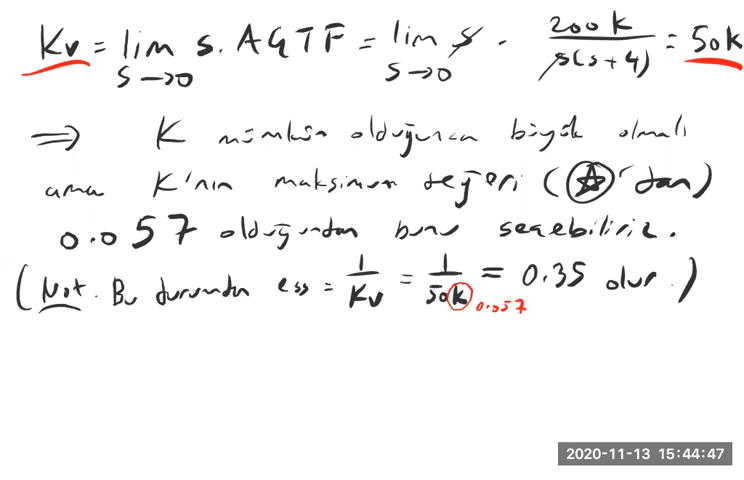 Kv = lim s→0 s. AGTF = lim s→0 s · 200k / s(s+4) = 50k
⇒ K mümkün olduğunca büyük olmalı
ama K'nın maksimum değeri (☆'dan)
0.057 olduğundan bunu seçebiliriz.
(Not. Bu durumda ess = 1/Kv = 1/50k = 0.35 olur.)
0.057
2020-11-13 15:44:47